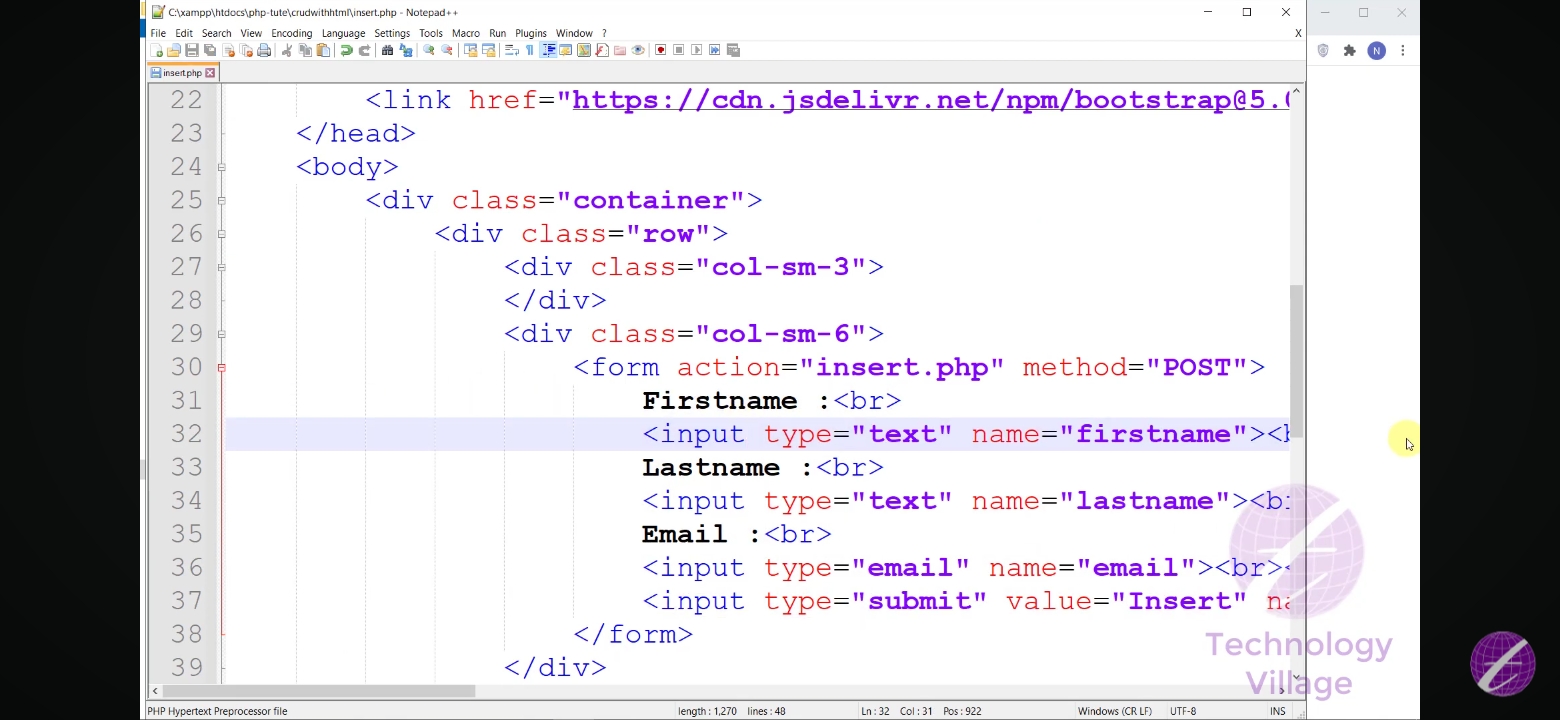 C:\xampp\htdocs\php-tute\crudwithhtml\insert.php - Notepad++
File Edit Search View Encoding Language Settings Tools Macro Run Plugins Window ? X
insert.php
N
22 <link href="https://cdn.jsdelivr.net/npm/bootstrap@5.
23 </head>
24 <body>
25 <div class="container">
26 <div class="row">
27 <div class="col-sm-3">
28 </div>
29 <div class="col-sm-6">
30 <form action="insert.php" method="POST">
31 Firstname :<br>
32 <input type="text" name="firstname"><b
33 Lastname :<br>
34 <input type="text" name="lastname"><b
35 Email :<br>
36 <input type="email" name="email"><br><
37 <input type="submit" value="Insert" na
38 </form>
39 </div>
Technology
Village
PHP Hypertext Preprocessor file length : 1,270 lines : 48 Ln : 32 Col : 31 Pos : 922 Windows (CR LF) UTF-8 INS